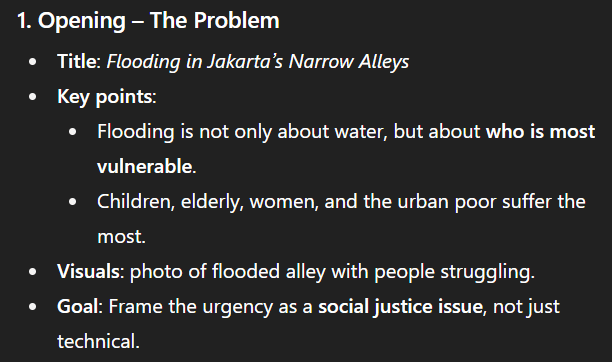 1. Opening – The Problem
• Title: Flooding in Jakarta’s Narrow Alleys
• Key points:
• Flooding is not only about water, but about who is most
vulnerable.
• Children, elderly, women, and the urban poor suffer the
most.
• Visuals: photo of flooded alley with people struggling.
• Goal: Frame the urgency as a social justice issue, not just
technical.